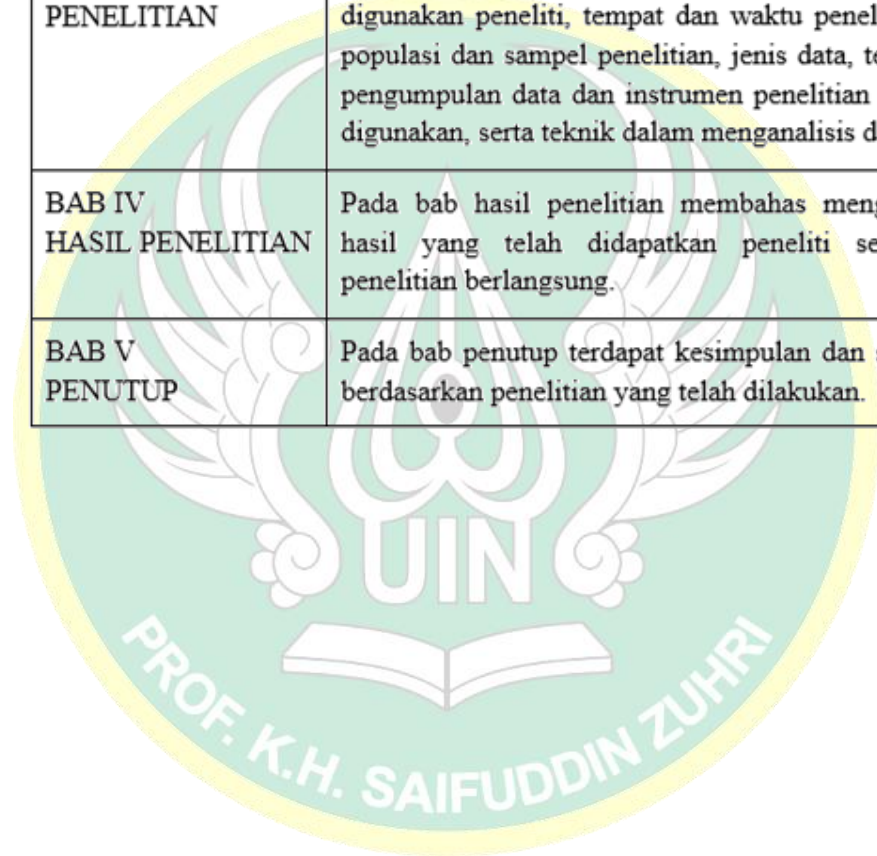 PENELITIAN
digunakan peneliti, tempat dan waktu
populasi dan sampel penelitian, jenis data,
pengumpulan data dan instrumen penelitian
digunakan, serta teknik dalam menganalisis
BAB IV
HASIL PENELITIAN
Pada bab hasil penelitian membahas
hasil yang telah didapatkan peneliti
penelitian berlangsung.
BAB V
PENUTUP
Pada bab penutup terdapat kesimpulan dan
berdasarkan penelitian yang telah dilakukan.
UIN
PROF. K.H. SAIFUDDIN ZUHRI